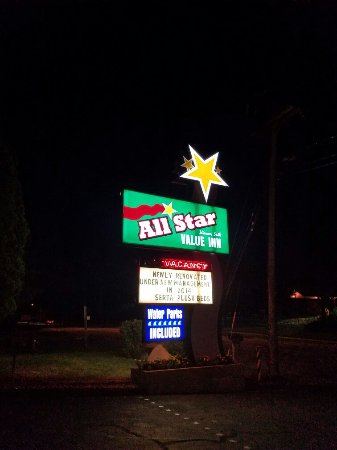 All Star
VALUE INN
VACANCY
NEWLY RENOVATED
UNDER NEW MANAGEMENT
IN 2014
SERTA PLUSH BEDS
Water Parks
INCLUDED